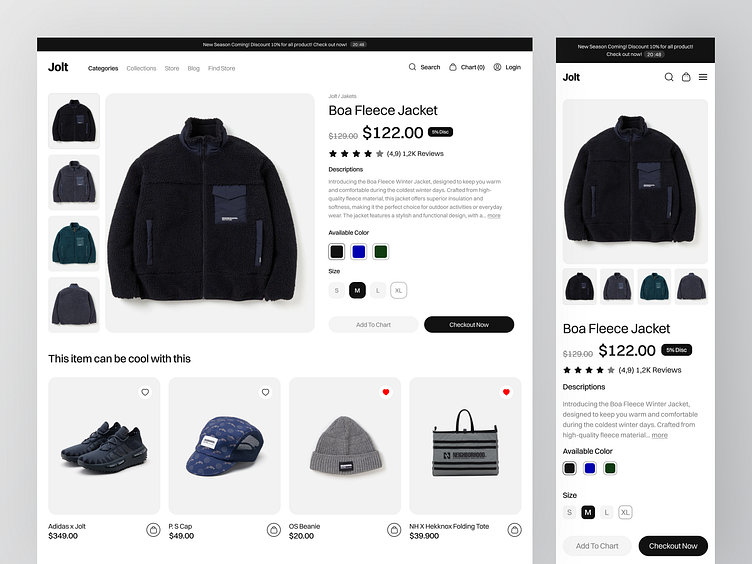 New Season Coming! Discount 10% for all product! Check out now! 20:48
Jolt
Categories
Collections
Store
Blog
Find Store
Search
Chart (0)
Login
Jolt / Jakets
Boa Fleece Jacket
$129.00 $122.00 5% Disc
(4,9) 1,2K Reviews
Descriptions
Introducing the Boa Fleece Winter Jacket, designed to keep you warm
and comfortable during the coldest winter days. Crafted from high-
quality fleece material, this jacket offers superior insulation and
softness, making it the perfect choice for outdoor activities or everyday
wear. The jacket features a stylish and functional design, with a... more
Available Color
Size
S M L XL
Add To Chart
Checkout Now
This item can be cool with this
Adidas x Jolt
$349.00
P. S Cap
$49.00
OS Beanie
$20.00
NEIGHBORHOOD
NH X Hekknox Folding Tote
$39.900
New Season Coming! Discount 10% for all product!
Check out now! 20:48
Jolt
Boa Fleece Jacket
$129.00 $122.00 5% Disc
(4,9) 1,2K Reviews
Descriptions
Introducing the Boa Fleece Winter Jacket,
designed to keep you warm and comfortable
during the coldest winter days. Crafted from
high-quality fleece material... more
Available Color
Size
S M L XL
Add To Chart
Checkout Now